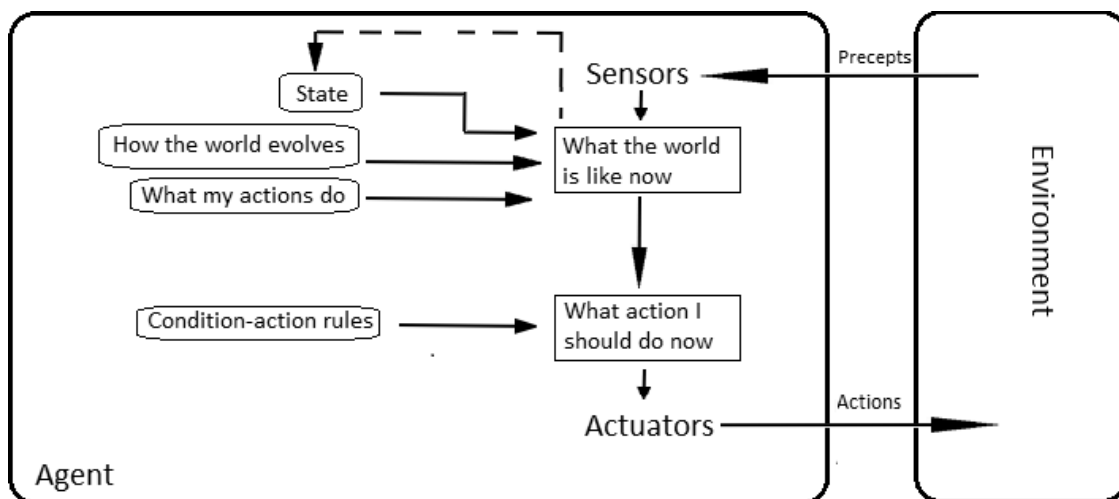 Precepts
Sensors
State
How the world evolves
What the world
is like now
What my actions do
Environment
Condition-action rules
What action I
should do now
Actions
Actuators
Agent